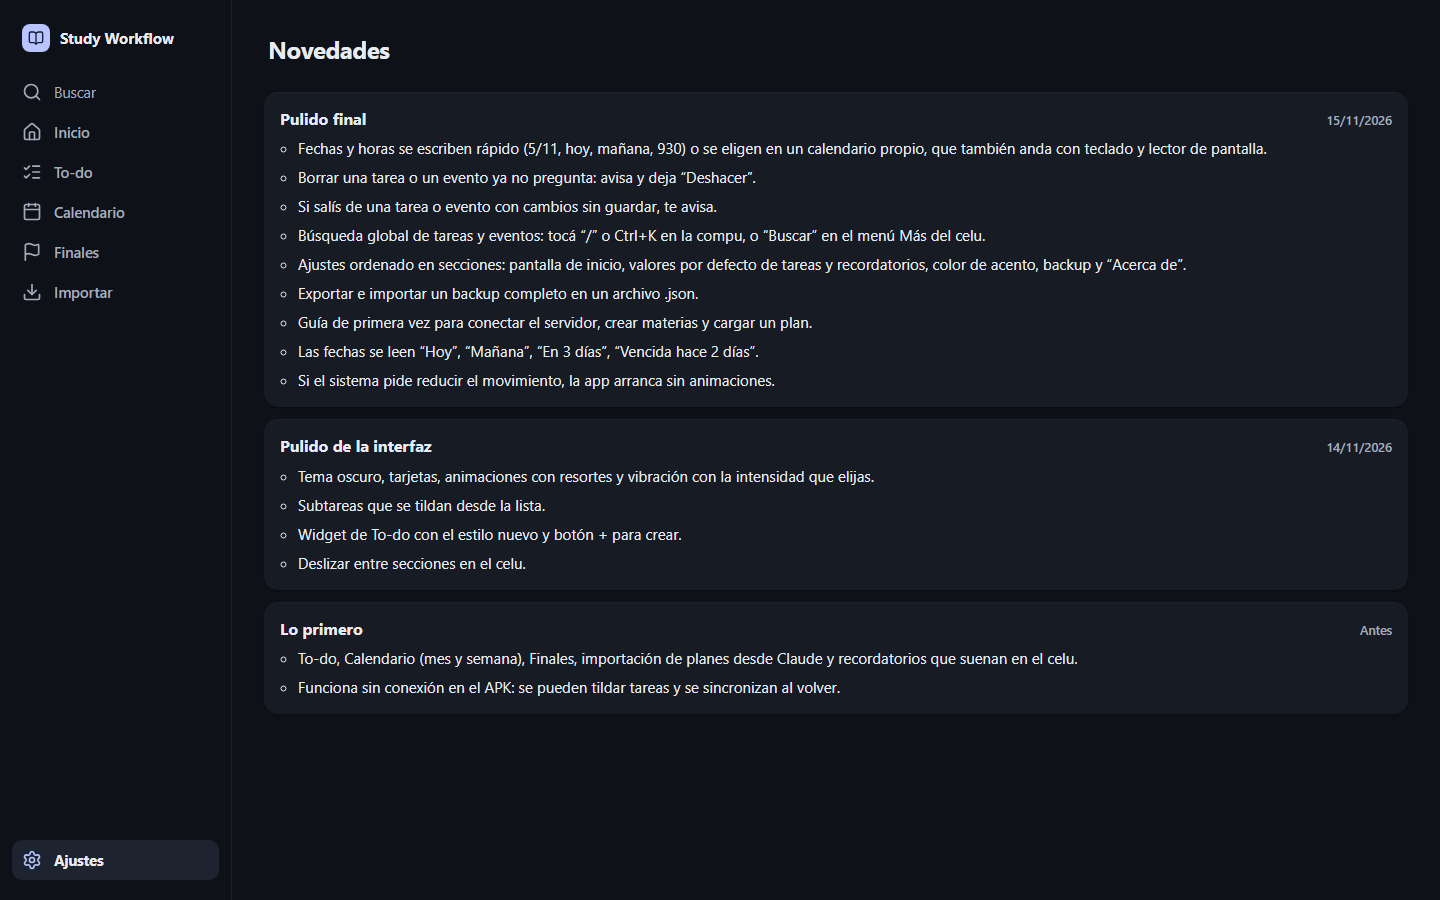 Study Workflow
Buscar
Inicio
To-do
Calendario
Finales
Importar
Ajustes
Novedades
Pulido final
15/11/2026
Fechas y horas se escriben rápido (5/11, hoy, mañana, 930) o se eligen en un calendario propio, que también anda con teclado y lector de pantalla.
Borrar una tarea o un evento ya no pregunta: avisa y deja “Deshacer”.
Si salís de una tarea o evento con cambios sin guardar, te avisa.
Búsqueda global de tareas y eventos: tocá “/” o Ctrl+K en la compu, o “Buscar” en el menú Más del celu.
Ajustes ordenado en secciones: pantalla de inicio, valores por defecto de tareas y recordatorios, color de acento, backup y “Acerca de”.
Exportar e importar un backup completo en un archivo .json.
Guía de primera vez para conectar el servidor, crear materias y cargar un plan.
Las fechas se leen “Hoy”, “Mañana”, “En 3 días”, “Vencida hace 2 días”.
Si el sistema pide reducir el movimiento, la app arranca sin animaciones.
Pulido de la interfaz
14/11/2026
Tema oscuro, tarjetas, animaciones con resortes y vibración con la intensidad que elijas.
Subtareas que se tildan desde la lista.
Widget de To-do con el estilo nuevo y botón + para crear.
Deslizar entre secciones en el celu.
Lo primero
Antes
To-do, Calendario (mes y semana), Finales, importación de planes desde Claude y recordatorios que suenan en el celu.
Funciona sin conexión en el APK: se pueden tildar tareas y se sincronizan al volver.